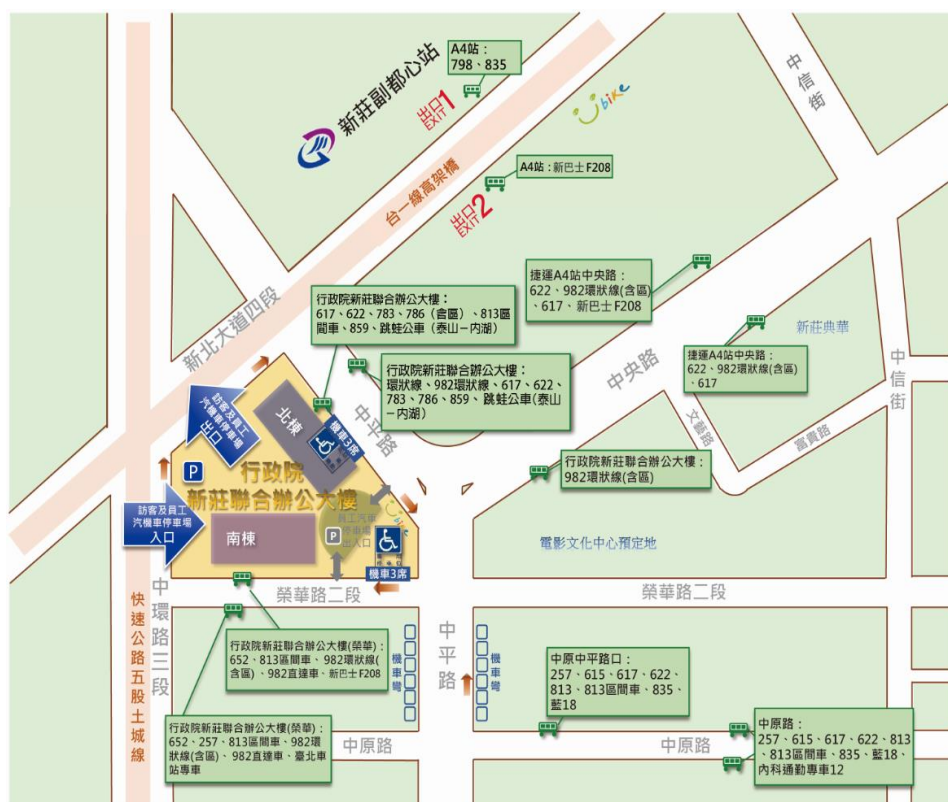 A4站：
798、835
中信街
新莊副都心站
出口1
EXIT
Ubike
台一線高架橋
A4站：新巴士F208
出口2
EXIT
新北大道四段
捷運A4站中央路：
622、982環狀線(含區)
、617、新巴士F208
行政院新莊聯合辦公大樓：
617、622、783、786（會區）、813區
間車、859、跳蛙公車（泰山－內湖）
新莊典華
捷運A4站中央路：
622、982環狀線(含區)
、617
中央路
中信街
行政院新莊聯合辦公大樓：
環狀線、982環狀線、617、622、
783、786、859、跳蛙公車(泰山
－內湖)
中平路
訪客及員工
汽機車停車場
出口
北棟
機車3席
文藝路
富貴路
P
行政院
新莊聯合辦公大樓
行政院新莊聯合辦公大樓：
982環狀線(含區)
訪客及員工
汽機車停車場
入口
南棟
P
員工汽車
停車場
出入口
電影文化中心預定地
機車3席
榮華路二段
榮華路二段
中環路三段
快速公路五股土城線
行政院新莊聯合辦公大樓(榮華)：
652、813區間車、982環狀線(
含區)、982直達車、新巴士F208
機車彎
中平路
機車彎
中原中平路口：
257、615、617、622、
813、813區間車、835、
藍18
行政院新莊聯合辦公大樓(榮華)：
652、257、813區間車、982環
狀線(含區)、982直達車、臺北車
站專車
中原路
中原路
中原路：
257、615、617、622、813
、813區間車、835、藍18、
內科通勤專車12